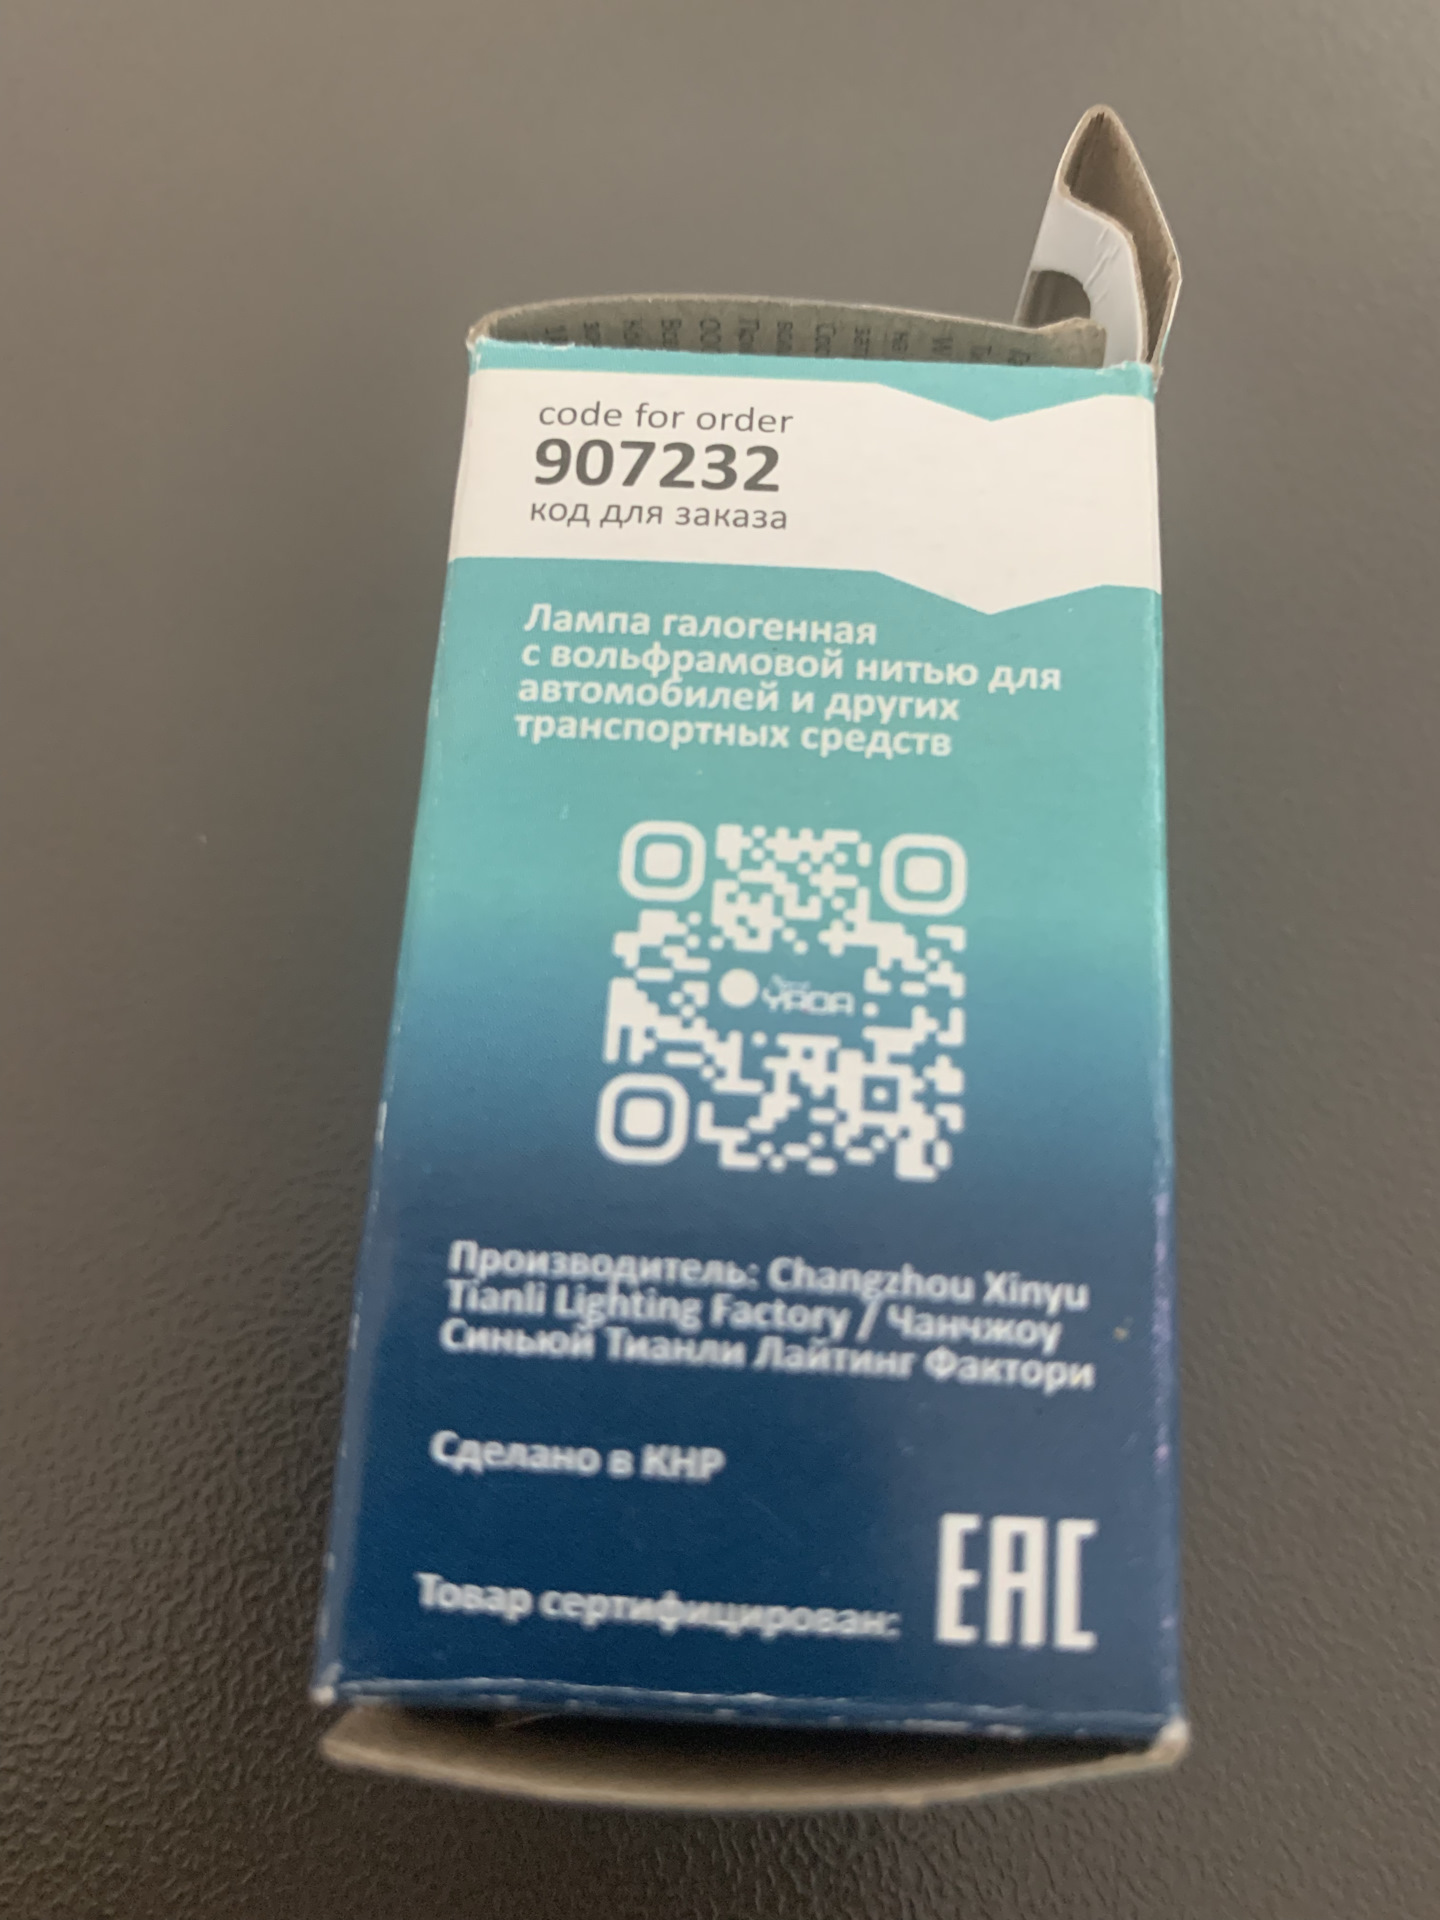 code for order
907232
код для заказа
Лампа галогенная
с вольфрамовой нитью для
автомобилей и других
транспортных средств
YADA
Производитель: Changzhou Xinyu
Tianli Lighting Factory / Чанчжоу
Синьюй Тианли Лайтинг Фактори
Сделано в КНР
Товар сертифицирован:
EAC